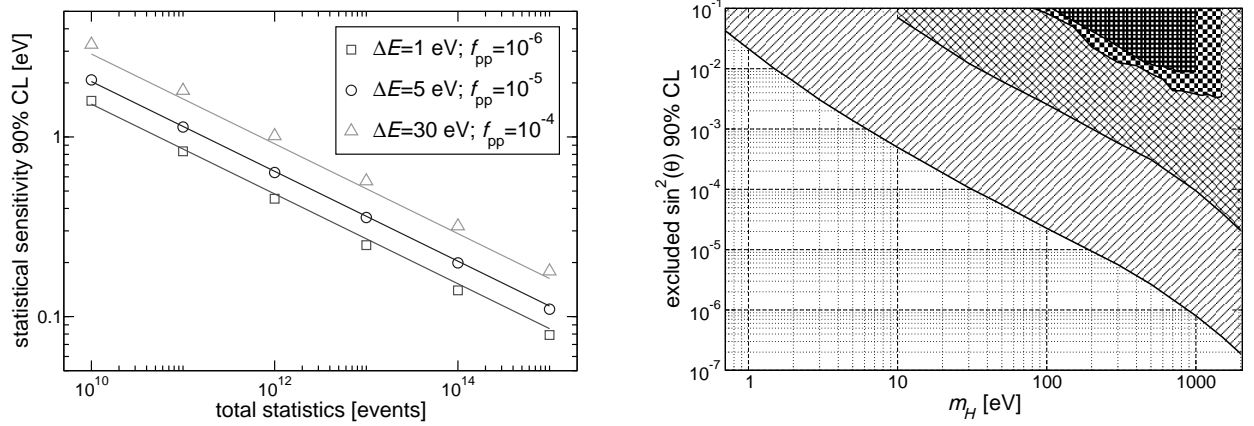 statistical sensitivity 90% CL [eV]
1
0.1
ΔE=1 eV; f_pp=10^-6
ΔE=5 eV; f_pp=10^-5
ΔE=30 eV; f_pp=10^-4
10^10
10^12
10^14
total statistics [events]
excluded sin^2(θ) 90% CL
10^-1
10^-2
10^-3
10^-4
10^-5
10^-6
10^-7
1
10
100
1000
m_H [eV]